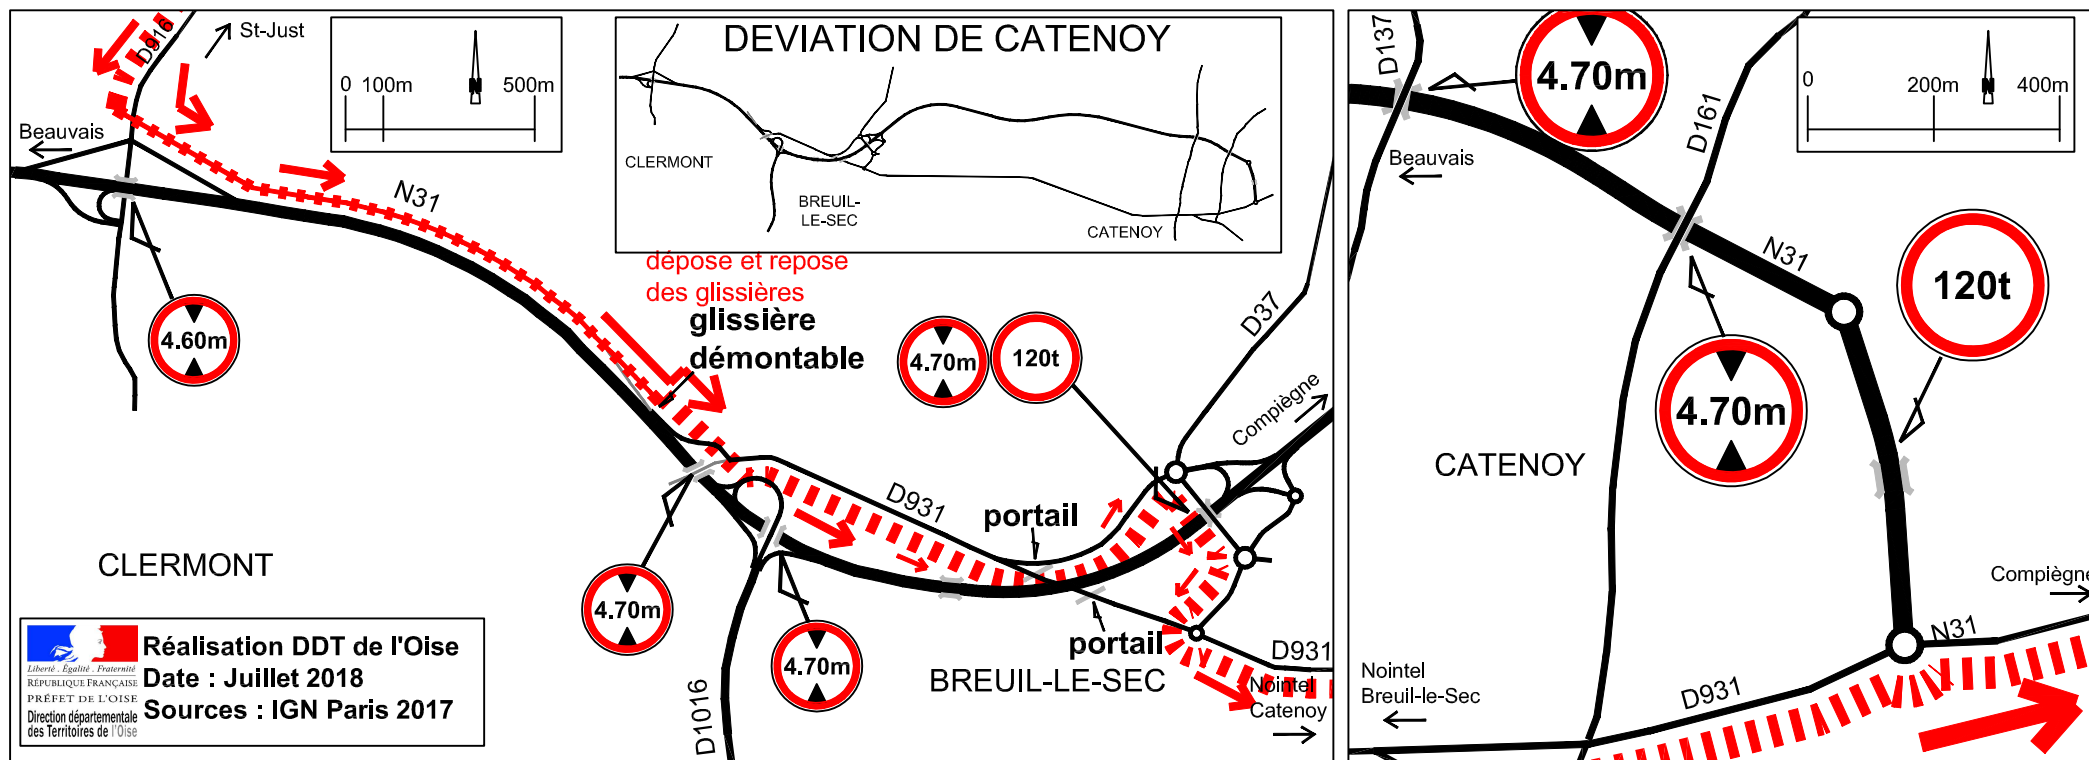 D916
St-Just
0 100m 500m
N
Beauvais
N31
DEVIATION DE CATENOY
CLERMONT
BREUIL-
LE-SEC
CATENOY
dépose et repose
des glissières
glissière
démontable
4.60m
4.70m
120t
D37
Compiègne
D931
portail
CLERMONT
4.70m
4.70m
portail
BREUIL-LE-SEC
D931
Nointel
Catenoy
D1016
Liberté . Égalité . Fraternité
RÉPUBLIQUE FRANÇAISE
PRÉFET DE L'OISE
Direction départementale
des Territoires de l'Oise
Réalisation DDT de l'Oise
Date : Juillet 2018
Sources : IGN Paris 2017
D137
4.70m
D161
0 200m 400m
N
Beauvais
N31
120t
4.70m
CATENOY
Compiègne
N31
Nointel
Breuil-le-Sec
D931